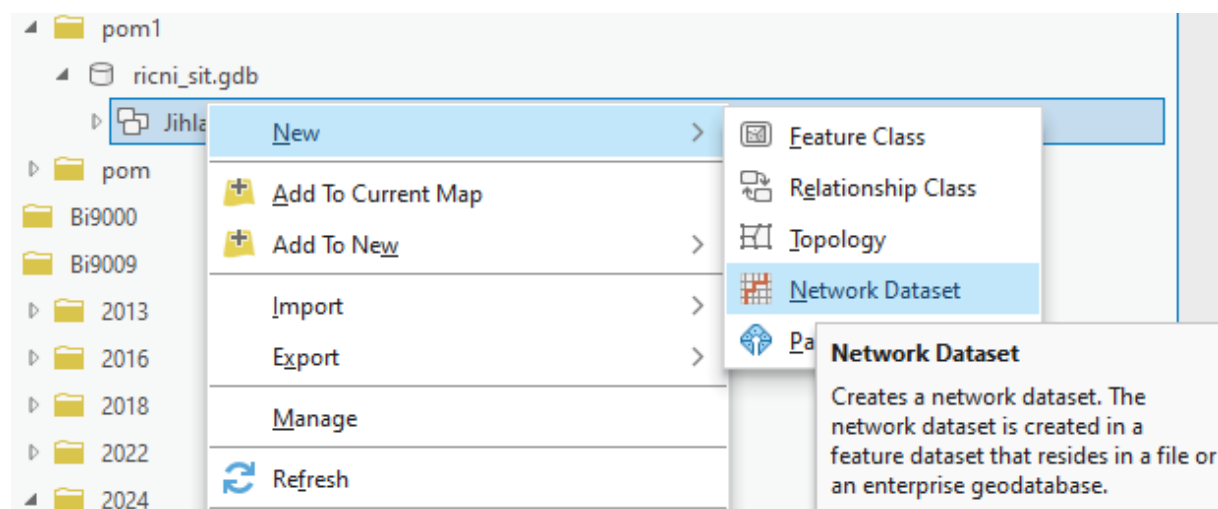 pom1
ricni_sit.gdb
Jihla
New
Feature Class
pom
Relationship Class
Add To Current Map
Bi9000
Topology
Add To New
Bi9009
Network Dataset
2013
Import
Pa
Network Dataset
2016
Export
Creates a network dataset. The
2018
Manage
network dataset is created in a
2022
feature dataset that resides in a file or
Refresh
an enterprise geodatabase.
2024